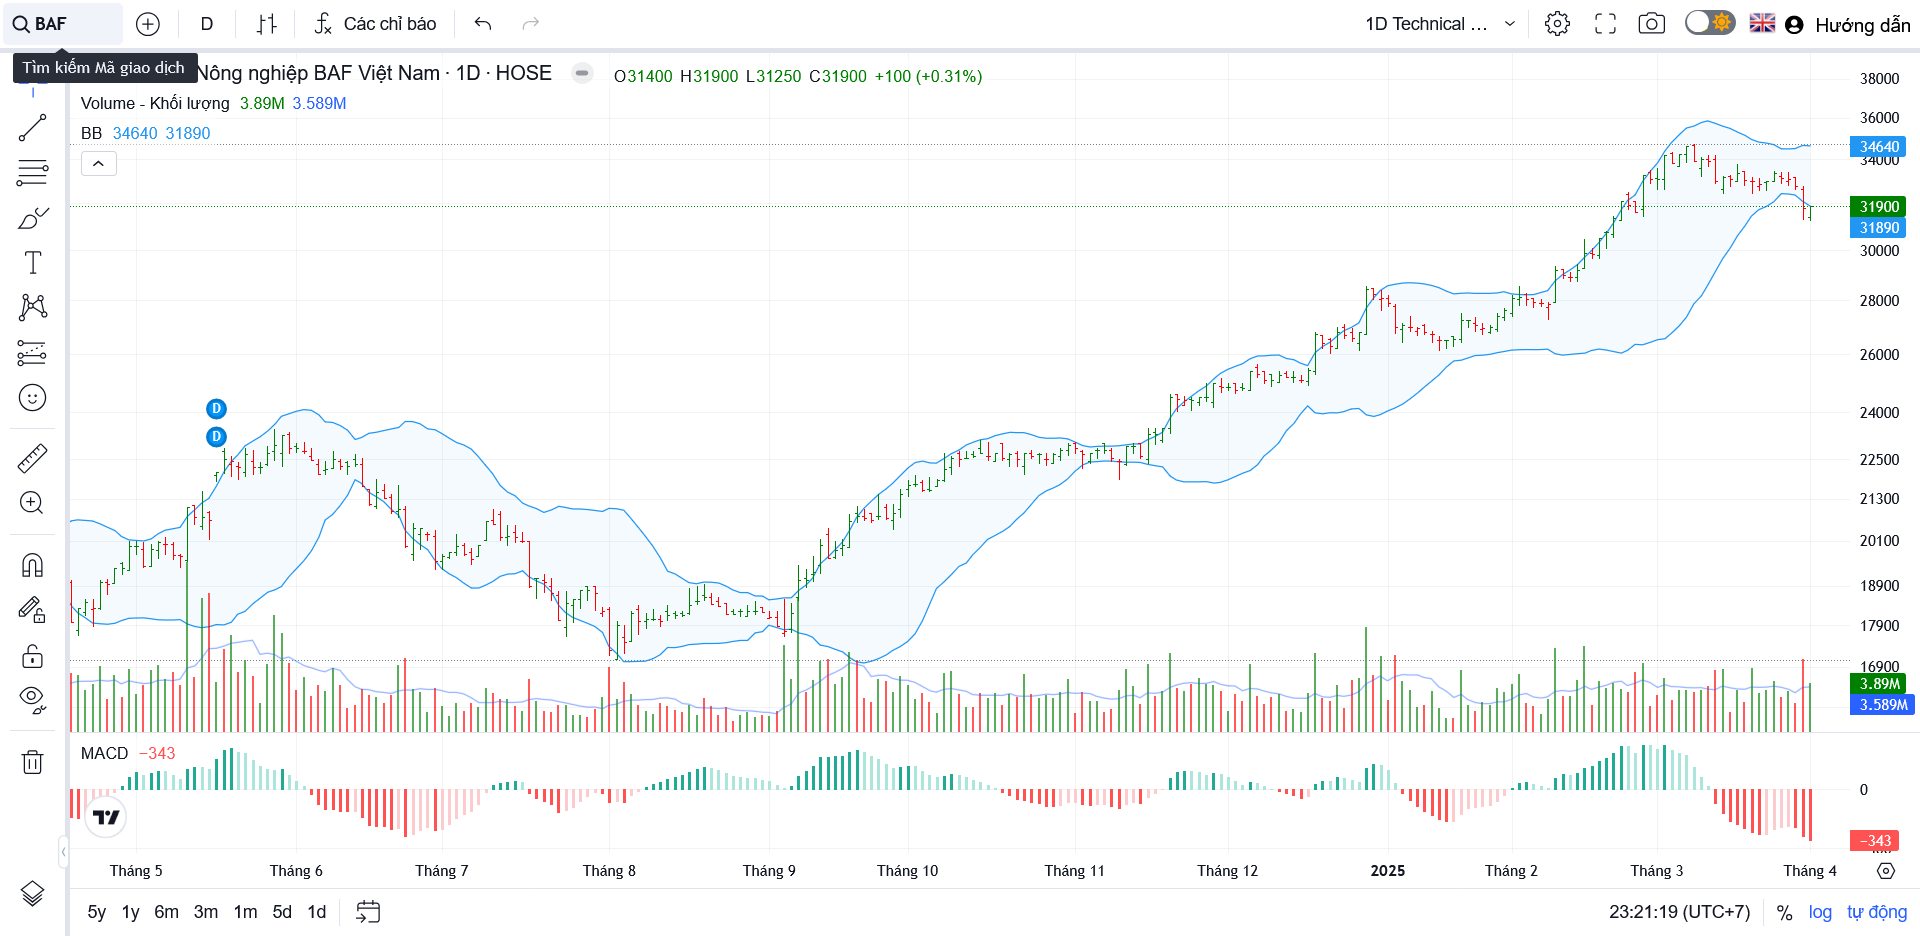 BAF
D
Các chỉ báo
1D Technical ...
Hướng dẫn
Tìm kiếm Mã giao dịch
Nông nghiệp BAF Việt Nam · 1D · HOSE
O31400 H31900 L31250 C31900 +100 (+0.31%)
Volume - Khối lượng 3.89M 3.589M
BB 34640 31890
38000
36000
34640
34000
31900
31890
30000
28000
26000
24000
22500
21300
20100
18900
17900
16900
3.89M
3.589M
D
D
MACD −343
0
−343
Tháng 5
Tháng 6
Tháng 7
Tháng 8
Tháng 9
Tháng 10
Tháng 11
Tháng 12
2025
Tháng 2
Tháng 3
Tháng 4
5y 1y 6m 3m 1m 5d 1d
23:21:19 (UTC+7)
%
log
tự động